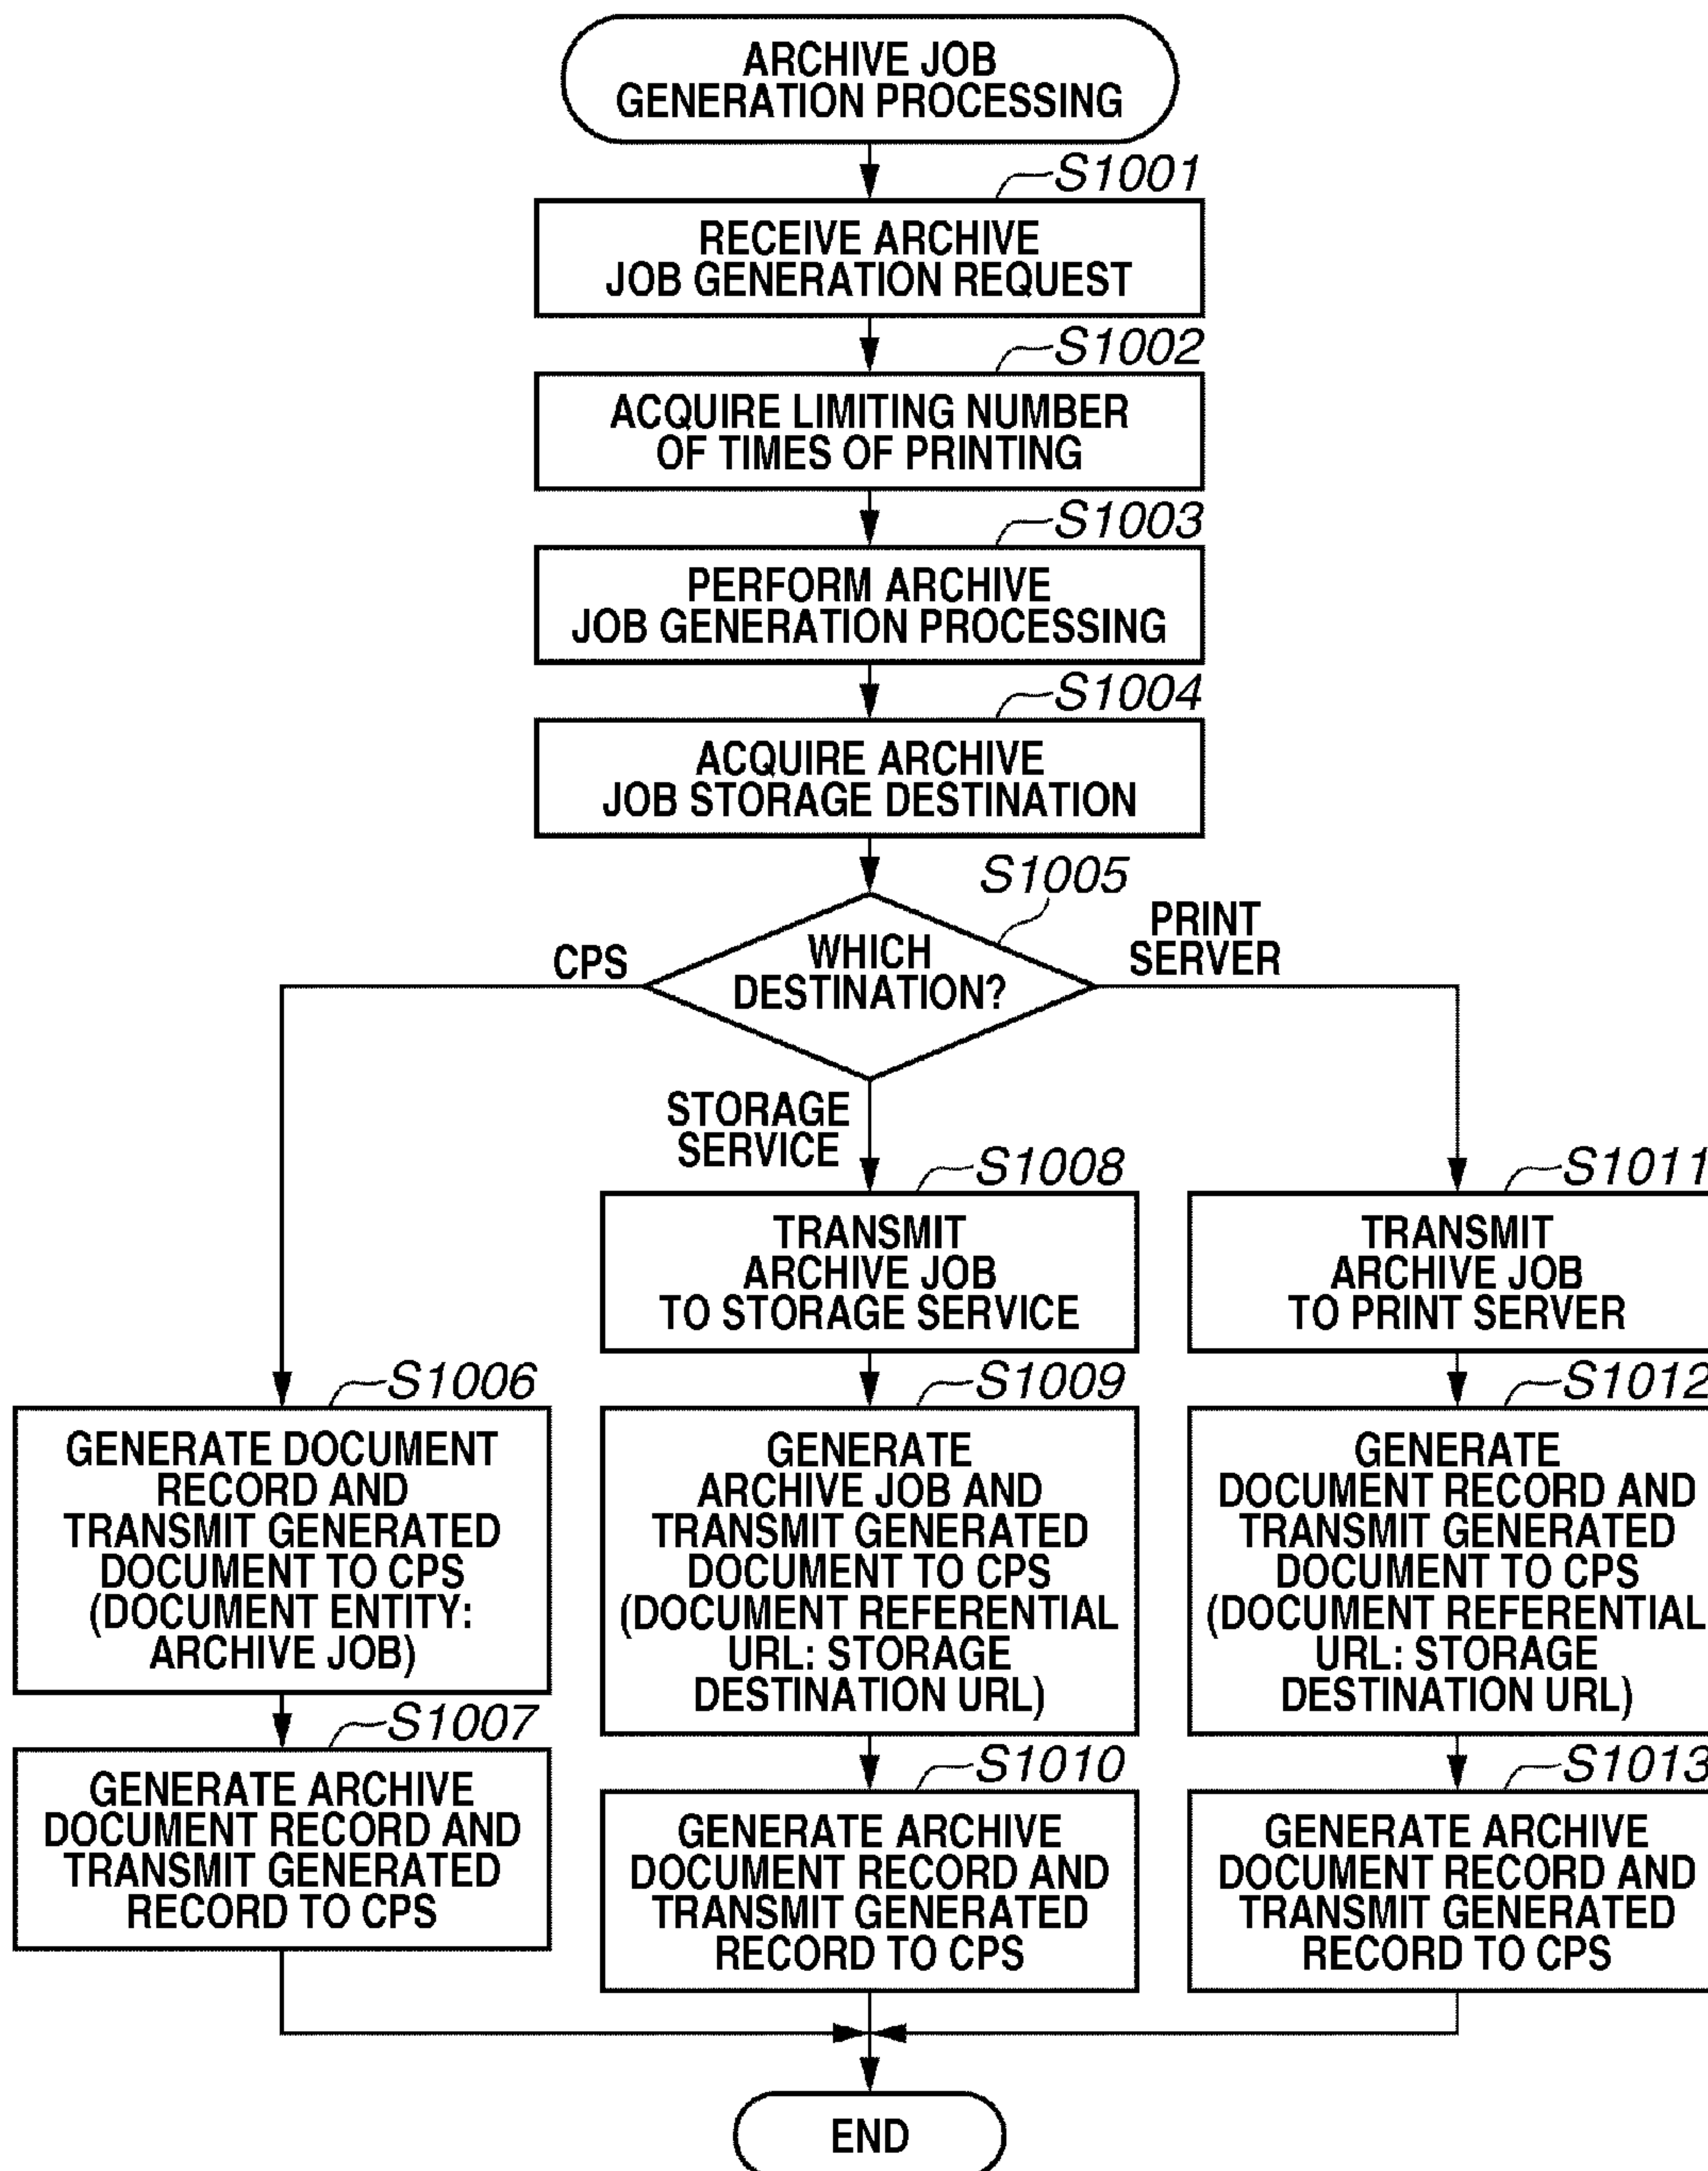 ARCHIVE JOB
GENERATION PROCESSING
S1001
RECEIVE ARCHIVE
JOB GENERATION REQUEST
S1002
ACQUIRE LIMITING NUMBER
OF TIMES OF PRINTING
S1003
PERFORM ARCHIVE
JOB GENERATION PROCESSING
S1004
ACQUIRE ARCHIVE
JOB STORAGE DESTINATION
S1005
WHICH
DESTINATION?
CPS
PRINT
SERVER
STORAGE
SERVICE
S1006
GENERATE DOCUMENT
RECORD AND
TRANSMIT GENERATED
DOCUMENT TO CPS
(DOCUMENT ENTITY:
ARCHIVE JOB)
S1007
GENERATE ARCHIVE
DOCUMENT RECORD AND
TRANSMIT GENERATED
RECORD TO CPS
S1008
TRANSMIT
ARCHIVE JOB
TO STORAGE SERVICE
S1009
GENERATE
ARCHIVE JOB AND
TRANSMIT GENERATED
DOCUMENT TO CPS
(DOCUMENT REFERENTIAL
URL: STORAGE
DESTINATION URL)
S1010
GENERATE ARCHIVE
DOCUMENT RECORD AND
TRANSMIT GENERATED
RECORD TO CPS
S1011
TRANSMIT
ARCHIVE JOB
TO PRINT SERVER
S1012
GENERATE
DOCUMENT RECORD AND
TRANSMIT GENERATED
DOCUMENT TO CPS
(DOCUMENT REFERENTIAL
URL: STORAGE
DESTINATION URL)
S1013
GENERATE ARCHIVE
DOCUMENT RECORD AND
TRANSMIT GENERATED
RECORD TO CPS
END